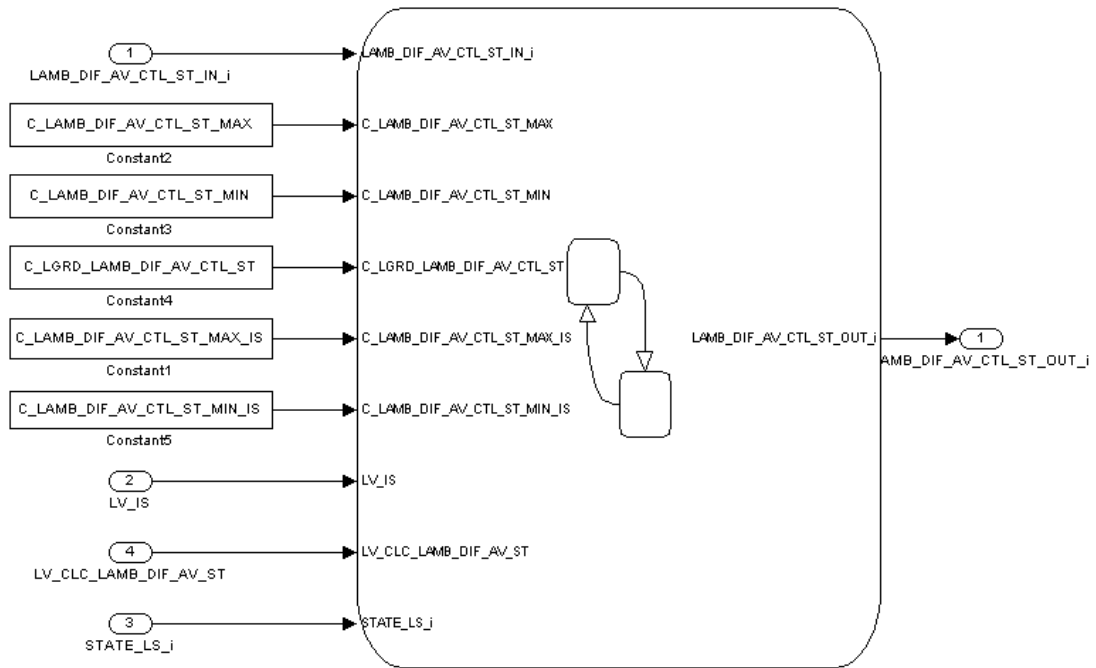 1
LAMB_DIF_AV_CTL_ST_IN_i
LAMB_DIF_AV_CTL_ST_IN_i
C_LAMB_DIF_AV_CTL_ST_MAX
Constant2
C_LAMB_DIF_AV_CTL_ST_MAX
C_LAMB_DIF_AV_CTL_ST_MIN
Constant3
C_LAMB_DIF_AV_CTL_ST_MIN
C_LGRD_LAMB_DIF_AV_CTL_ST
Constant4
C_LGRD_LAMB_DIF_AV_CTL_ST
C_LAMB_DIF_AV_CTL_ST_MAX_IS
Constant1
C_LAMB_DIF_AV_CTL_ST_MAX_IS
LAMB_DIF_AV_CTL_ST_OUT_i
1
AMB_DIF_AV_CTL_ST_OUT_i
C_LAMB_DIF_AV_CTL_ST_MIN_IS
Constant5
C_LAMB_DIF_AV_CTL_ST_MIN_IS
2
LV_IS
LV_IS
4
LV_CLC_LAMB_DIF_AV_ST
LV_CLC_LAMB_DIF_AV_ST
3
STATE_LS_i
STATE_LS_i